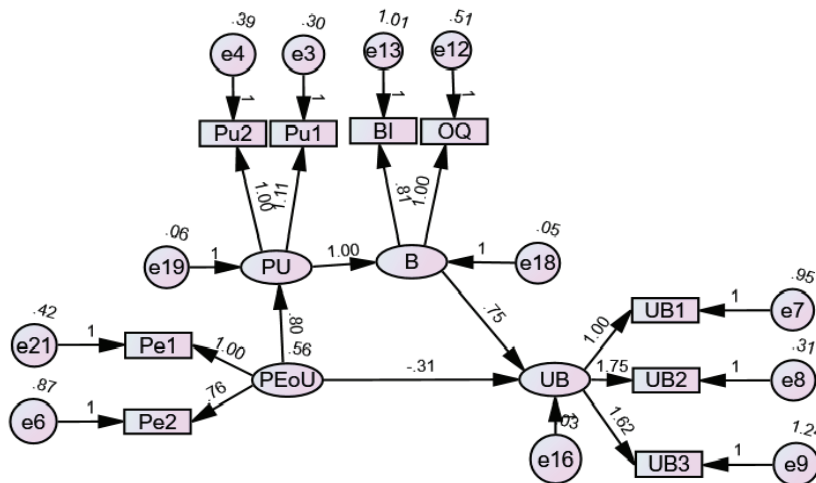 .39 .30 1.01 .51
e4 e3 e13 e12
1 1 1 1
Pu2 Pu1 BI OQ
1.00 1.11 .81 1.00
.06 .05
e19 1 PU 1.00 B 1 e18
.42 .80 .75 .95
e21 1 Pe1 1.00 .56 1.00 UB1 1 e7
.87 .31
PEoU -.31 UB 1.75 UB2 1 e8
e6 1 Pe2 .76
.03 1.62 1.24
e16 UB3 1 e9